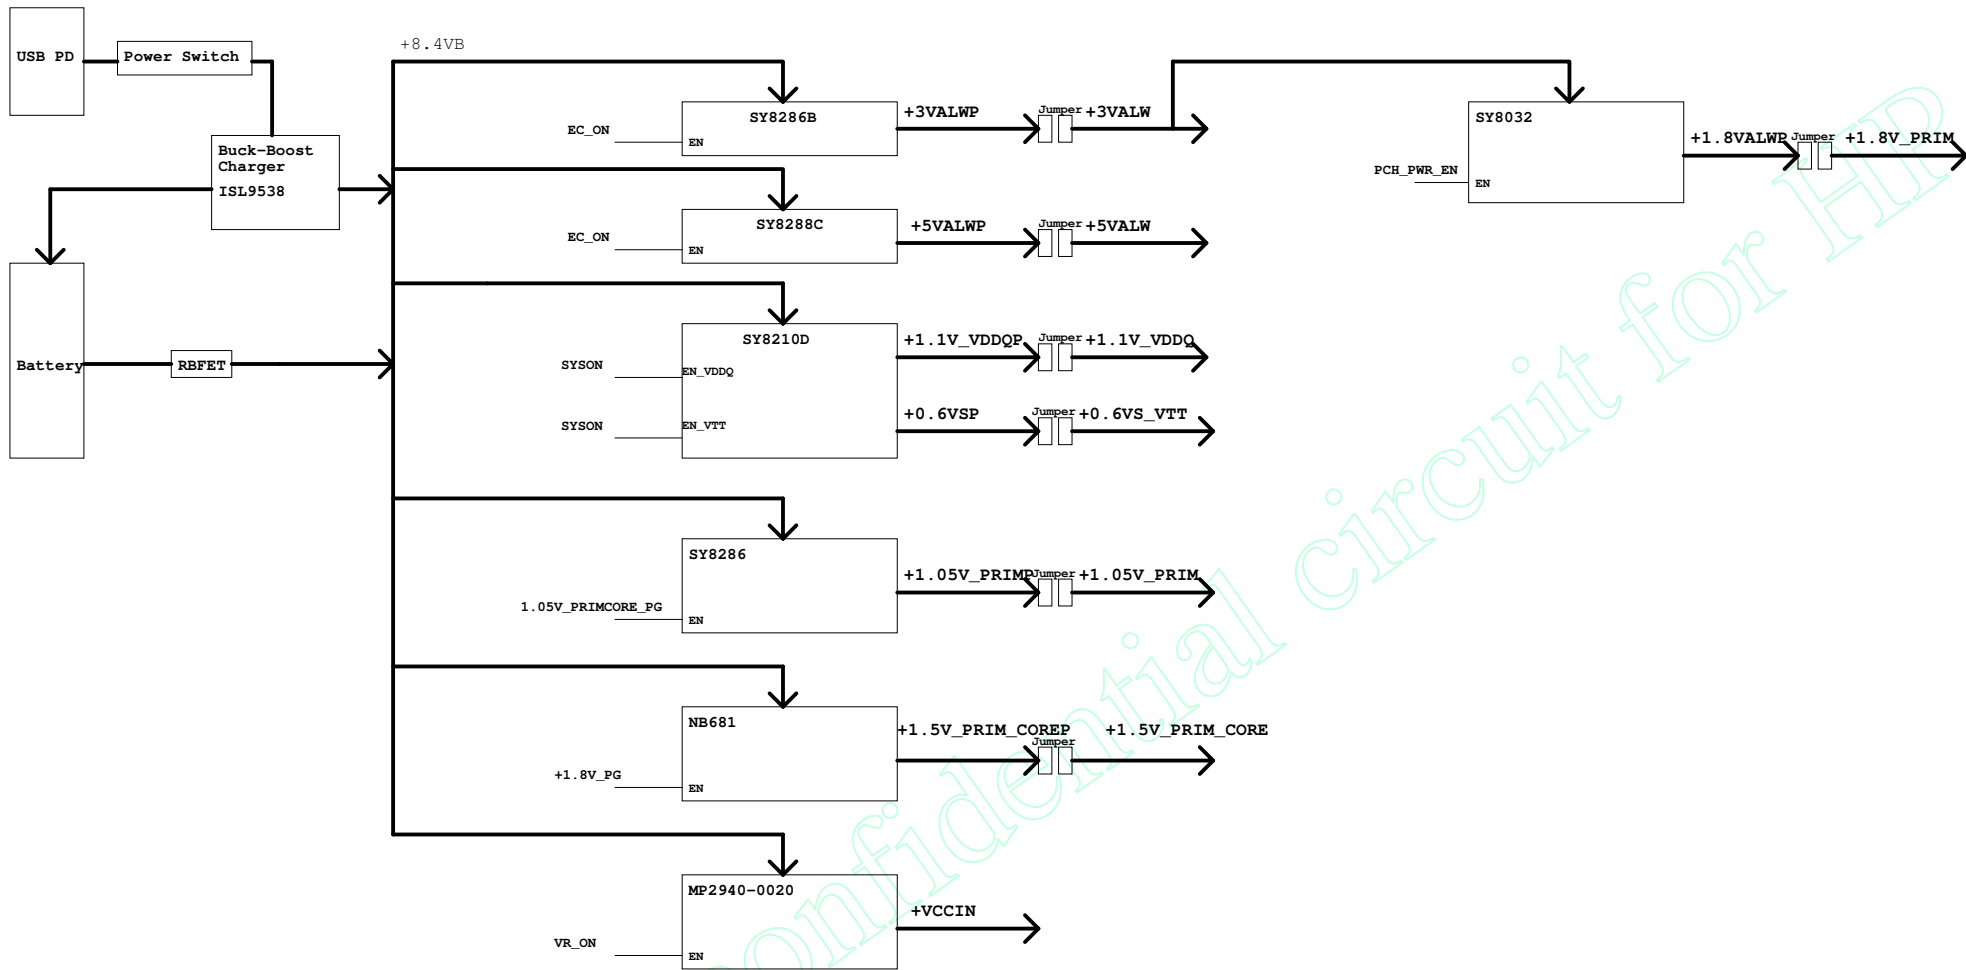 +8.4VB
USB PD
Power Switch
Buck-Boost
Charger
ISL9538
Battery
RBFET
SY8286B
EC_ON
EN
+3VALWP
Jumper
+3VALW
SY8032
PCH_PWR_EN
EN
+1.8VALWP
Jumper
+1.8V_PRIM
SY8288C
EC_ON
EN
+5VALWP
Jumper
+5VALW
SY8210D
SYSON
EN_VDDQ
+1.1V_VDDQP
Jumper
+1.1V_VDDQ
SYSON
EN_VTT
+0.6VSP
Jumper
+0.6VS_VTT
SY8286
1.05V_PRIMCORE_PG
EN
+1.05V_PRIMP
Jumper
+1.05V_PRIM
NB681
+1.8V_PG
EN
+1.5V_PRIM_COREP
Jumper
+1.5V_PRIM_CORE
MP2940-0020
VR_ON
EN
+VCCIN
confidential circuit for HP